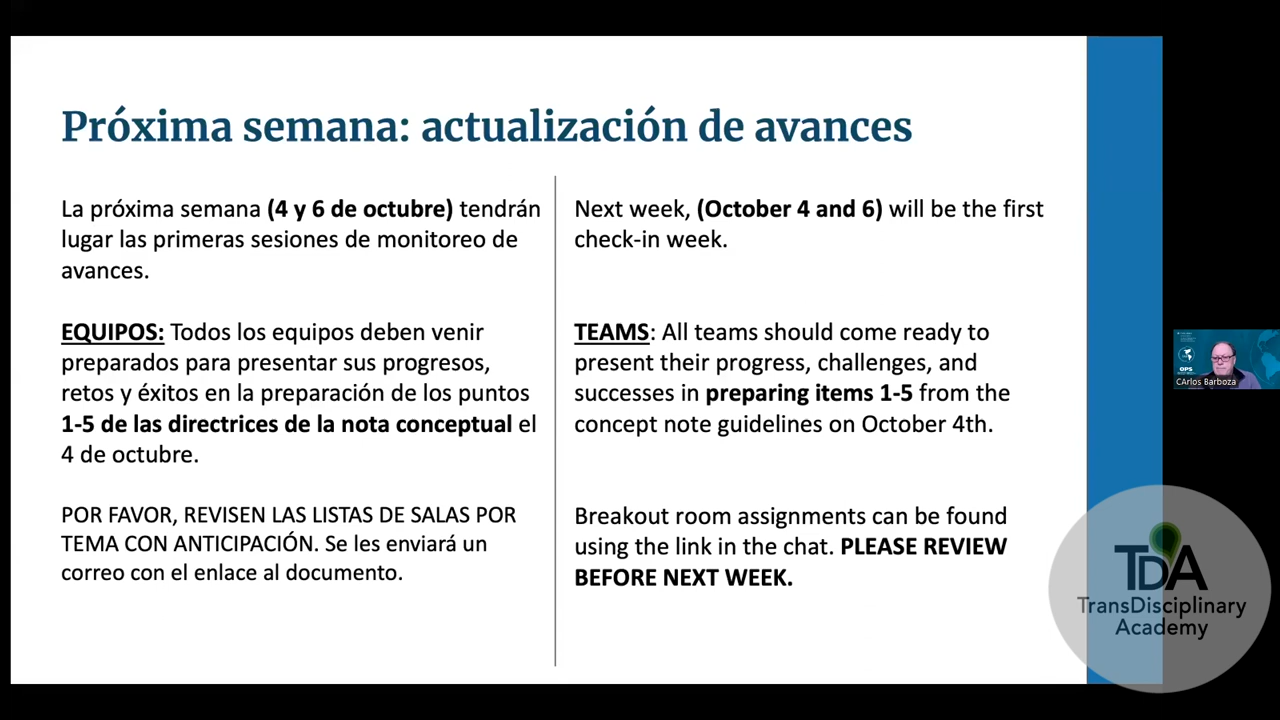 Próxima semana: actualización de avances
La próxima semana (4 y 6 de octubre) tendrán
lugar las primeras sesiones de monitoreo de
avances.
EQUIPOS: Todos los equipos deben venir
preparados para presentar sus progresos,
retos y éxitos en la preparación de los puntos
1-5 de las directrices de la nota conceptual el
4 de octubre.
POR FAVOR, REVISEN LAS LISTAS DE SALAS POR
TEMA CON ANTICIPACIÓN. Se les enviará un
correo con el enlace al documento.
Next week, (October 4 and 6) will be the first
check-in week.
TEAMS: All teams should come ready to
present their progress, challenges, and
successes in preparing items 1-5 from the
concept note guidelines on October 4th.
Breakout room assignments can be found
using the link in the chat. PLEASE REVIEW
BEFORE NEXT WEEK.
OPS
CArlos Barboza
TDA
TransDisciplinary
Academy